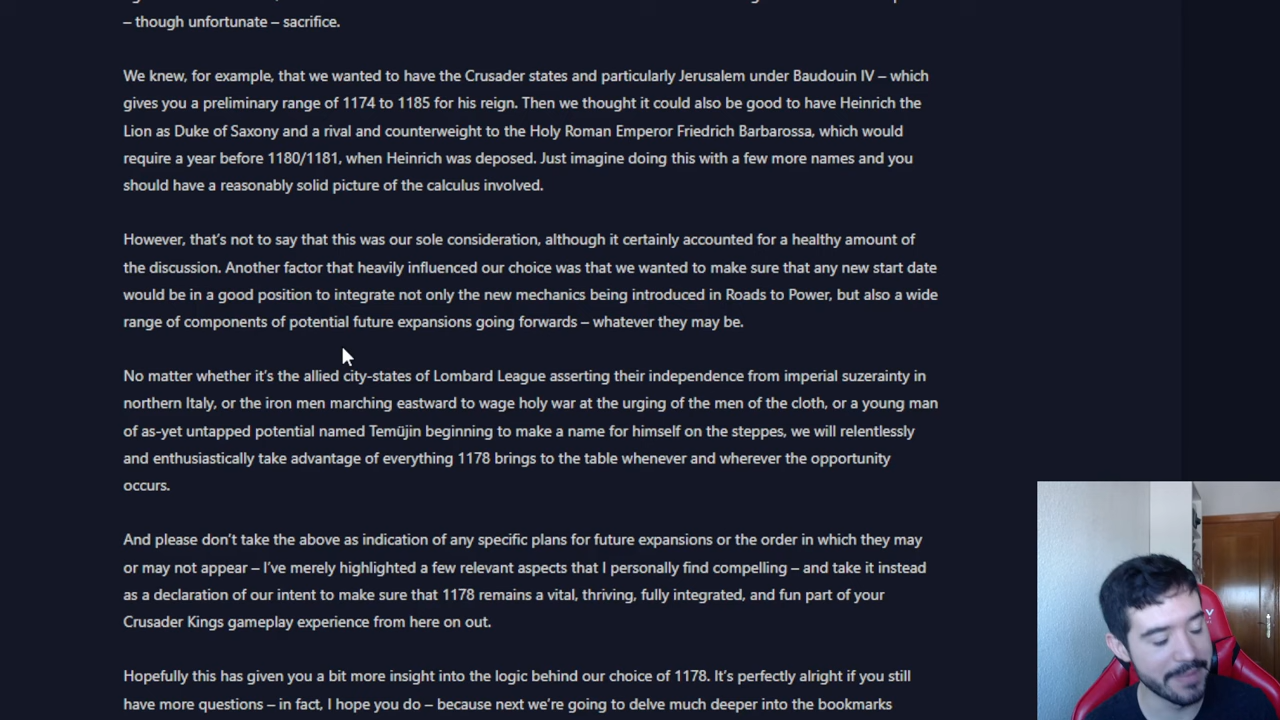 – though unfortunate – sacrifice.
We knew, for example, that we wanted to have the Crusader states and particularly Jerusalem under Baudouin IV – which
gives you a preliminary range of 1174 to 1185 for his reign. Then we thought it could also be good to have Heinrich the
Lion as Duke of Saxony and a rival and counterweight to the Holy Roman Emperor Friedrich Barbarossa, which would
require a year before 1180/1181, when Heinrich was deposed. Just imagine doing this with a few more names and you
should have a reasonably solid picture of the calculus involved.
However, that's not to say that this was our sole consideration, although it certainly accounted for a healthy amount of
the discussion. Another factor that heavily influenced our choice was that we wanted to make sure that any new start date
would be in a good position to integrate not only the new mechanics being introduced in Roads to Power, but also a wide
range of components of potential future expansions going forwards – whatever they may be.
No matter whether it's the allied city-states of Lombard League asserting their independence from imperial suzerainty in
northern Italy, or the iron men marching eastward to wage holy war at the urging of the men of the cloth, or a young man
of as-yet untapped potential named Temüjin beginning to make a name for himself on the steppes, we will relentlessly
and enthusiastically take advantage of everything 1178 brings to the table whenever and wherever the opportunity
occurs.
And please don't take the above as indication of any specific plans for future expansions or the order in which they may
or may not appear – I've merely highlighted a few relevant aspects that I personally find compelling – and take it instead
as a declaration of our intent to make sure that 1178 remains a vital, thriving, fully integrated, and fun part of your
Crusader Kings gameplay experience from here on out.
Hopefully this has given you a bit more insight into the logic behind our choice of 1178. It's perfectly alright if you still
have more questions – in fact, I hope you do – because next we're going to delve much deeper into the bookmarks